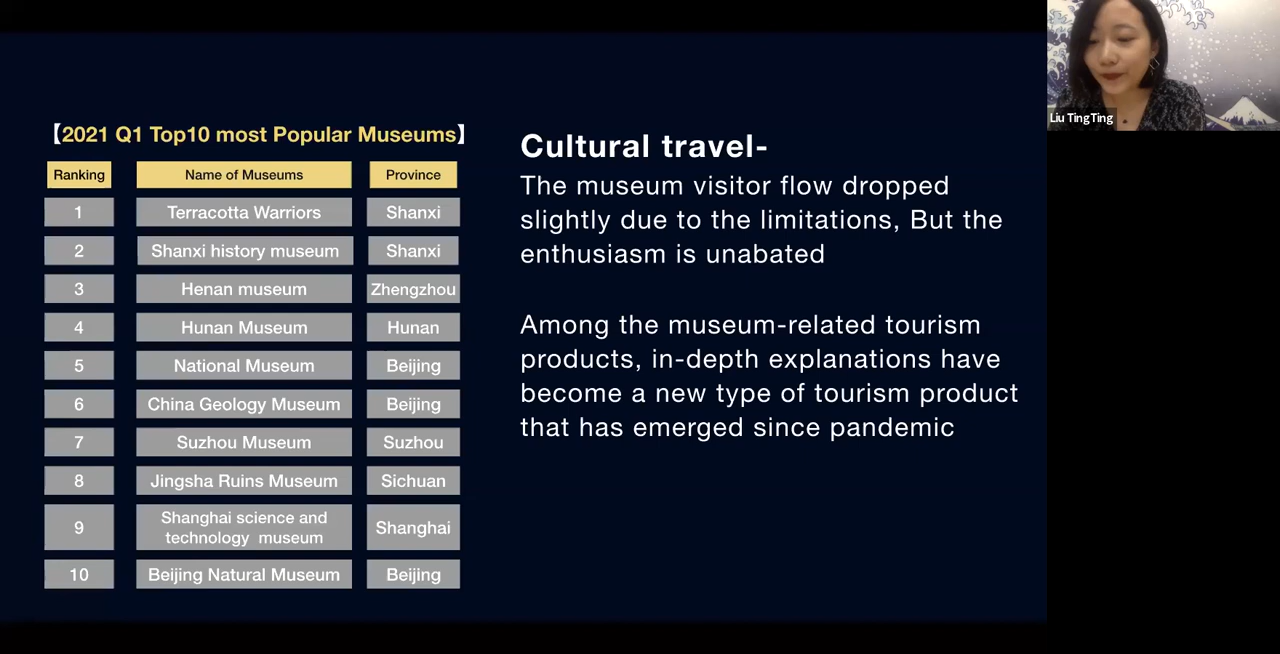 【2021 Q1 Top10 most Popular Museums】
Ranking Name of Museums Province
1 Terracotta Warriors Shanxi
2 Shanxi history museum Shanxi
3 Henan museum Zhengzhou
4 Hunan Museum Hunan
5 National Museum Beijing
6 China Geology Museum Beijing
7 Suzhou Museum Suzhou
8 Jingsha Ruins Museum Sichuan
9 Shanghai science and
technology museum Shanghai
10 Beijing Natural Museum Beijing
Cultural travel-
The museum visitor flow dropped
slightly due to the limitations, But the
enthusiasm is unabated
Among the museum-related tourism
products, in-depth explanations have
become a new type of tourism product
that has emerged since pandemic
Liu TingTing